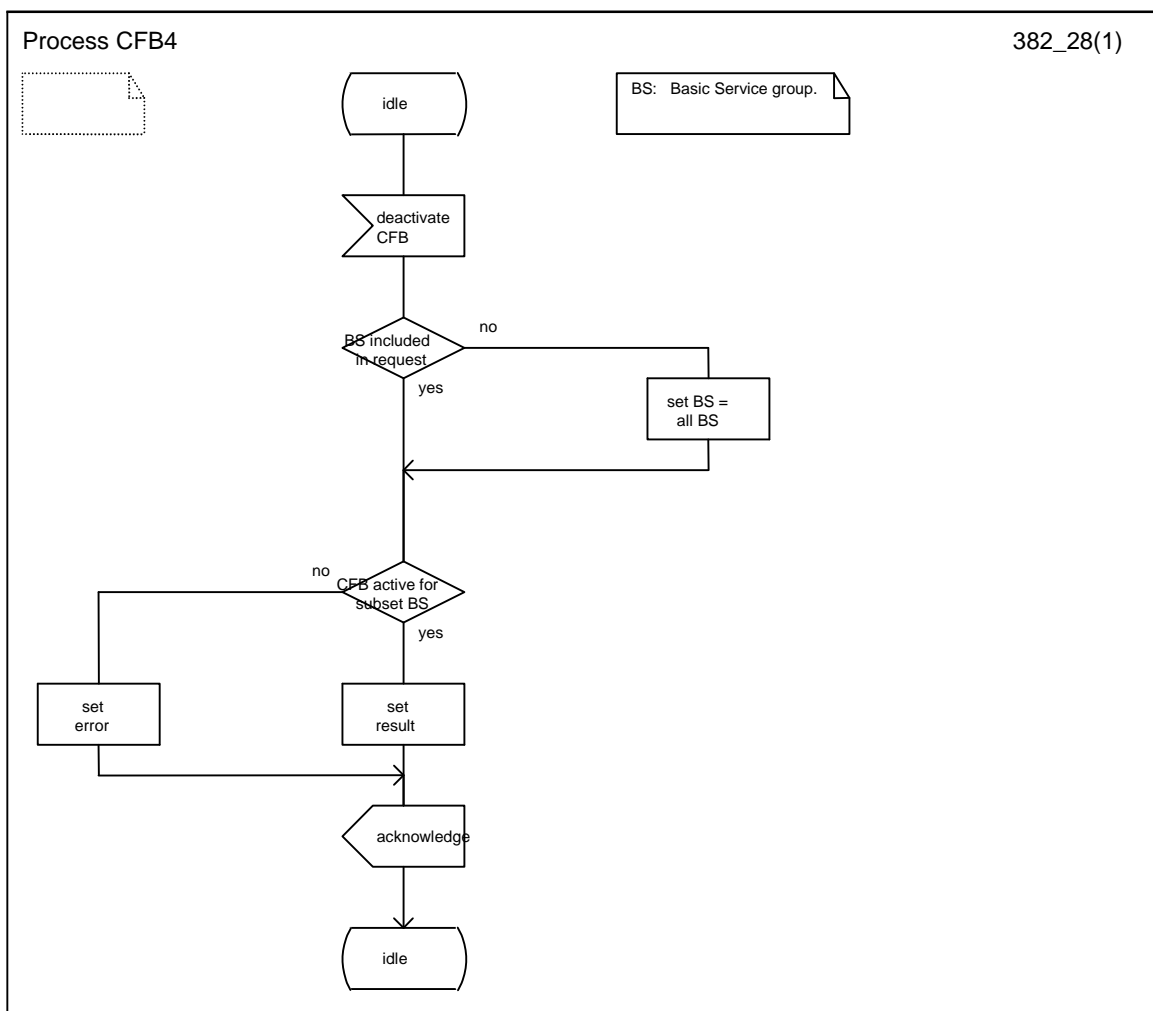 Process CFB4
382_28(1)
idle
BS: Basic Service group.
deactivate
CFB
BS included
in request
no
yes
set BS =
all BS
no
CFB active for
subset BS
yes
set
error
set
result
acknowledge
idle